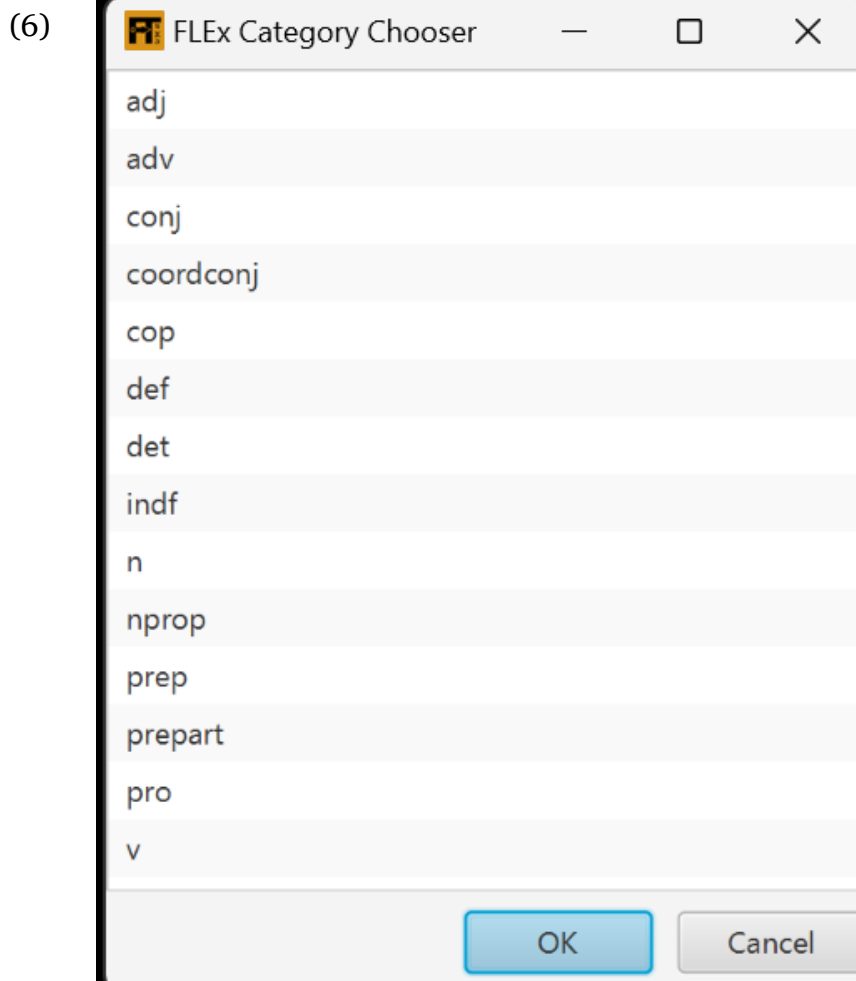 (6)
FLEx Category Chooser
adj
adv
conj
coordconj
cop
def
det
indf
n
nprop
prep
prepart
pro
v
OK Cancel